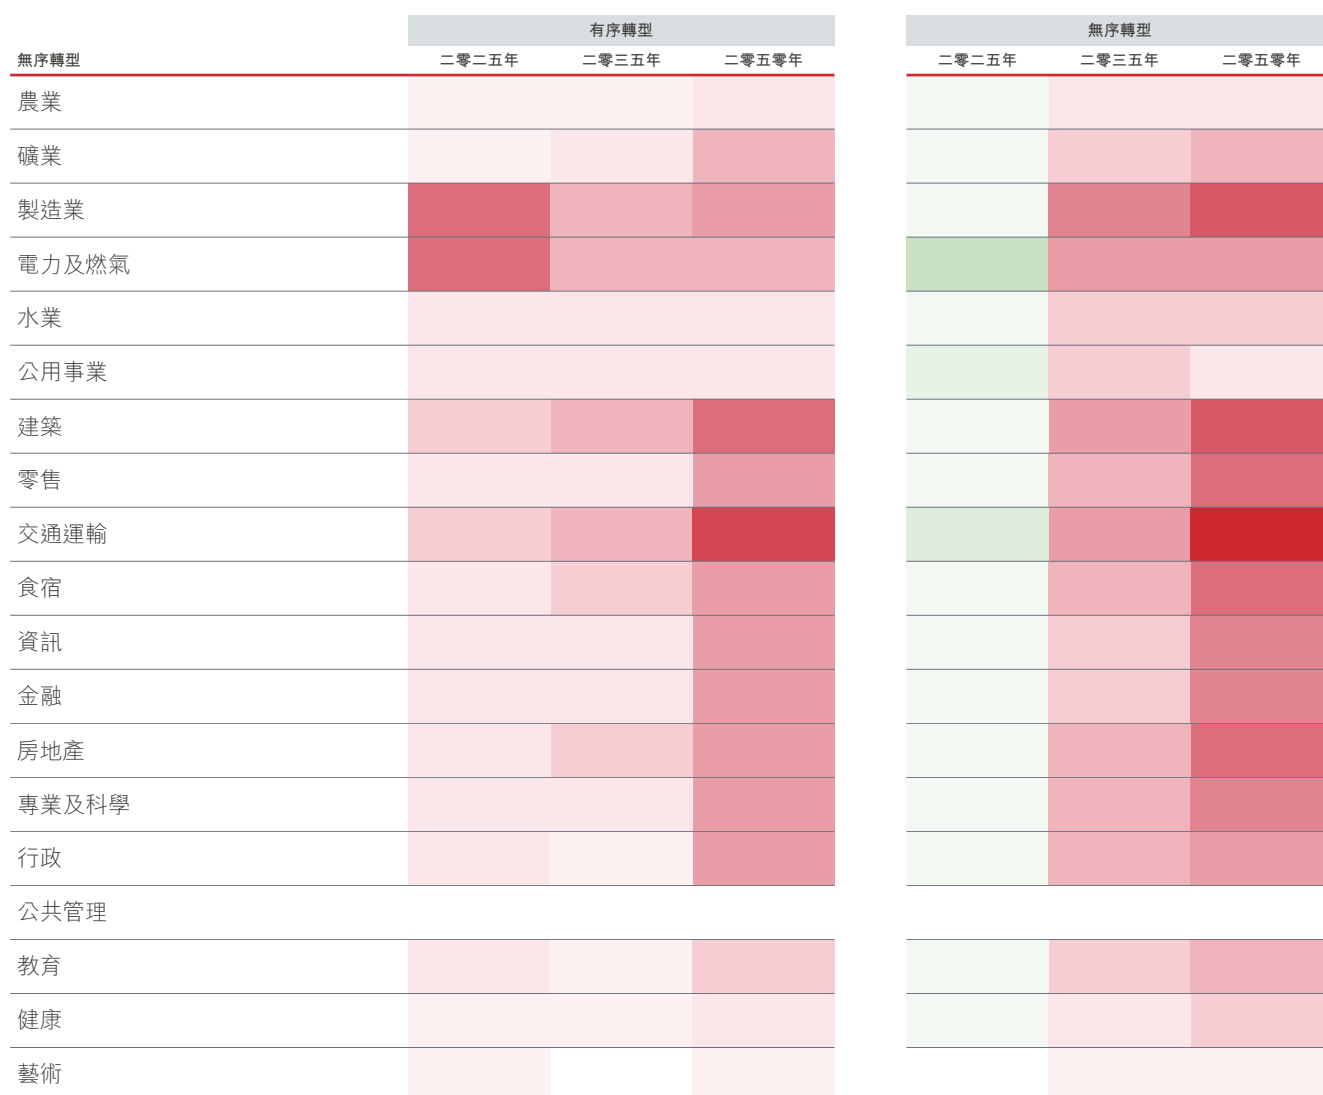 有序轉型 無序轉型
無序轉型 二零二五年 二零三五年 二零五零年 二零二五年 二零三五年 二零五零年
農業
礦業
製造業
電力及燃氣
水業
公用事業
建築
零售
交通運輸
食宿
資訊
金融
房地產
專業及科學
行政
公共管理
教育
健康
藝術